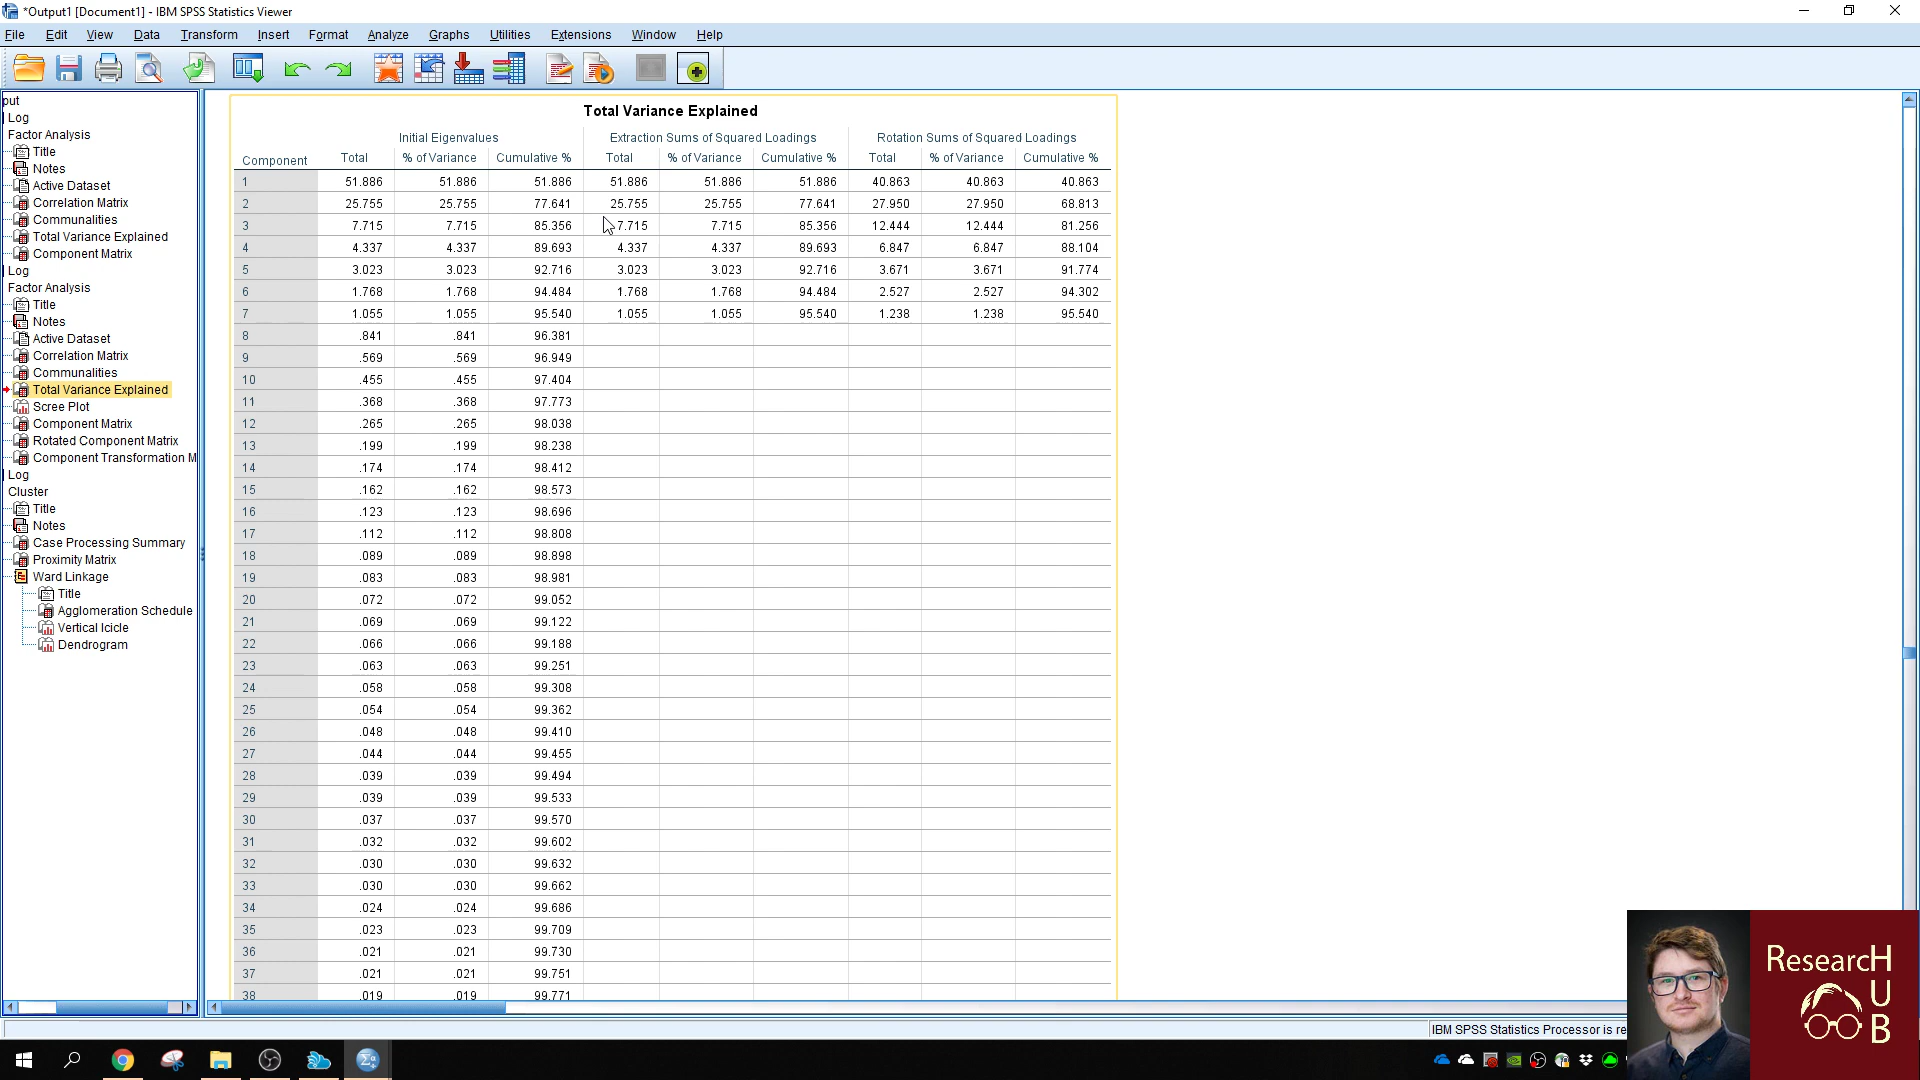 *Output1 [Document1] - IBM SPSS Statistics Viewer
File Edit View Data Transform Insert Format Analyze Graphs Utilities Extensions Window Help
put
Log
Factor Analysis
Title
Notes
Active Dataset
Correlation Matrix
Communalities
Total Variance Explained
Component Matrix
Log
Factor Analysis
Title
Notes
Active Dataset
Correlation Matrix
Communalities
Total Variance Explained
Scree Plot
Component Matrix
Rotated Component Matrix
Component Transformation M
Log
Cluster
Title
Notes
Case Processing Summary
Proximity Matrix
Ward Linkage
Title
Agglomeration Schedule
Vertical Icicle
Dendrogram
Total Variance Explained
Initial Eigenvalues Extraction Sums of Squared Loadings Rotation Sums of Squared Loadings
Component Total % of Variance Cumulative % Total % of Variance Cumulative % Total % of Variance Cumulative %
1 51.886 51.886 51.886 51.886 51.886 51.886 40.863 40.863 40.863
2 25.755 25.755 77.641 25.755 25.755 77.641 27.950 27.950 68.813
3 7.715 7.715 85.356 7.715 7.715 85.356 12.444 12.444 81.256
4 4.337 4.337 89.693 4.337 4.337 89.693 6.847 6.847 88.104
5 3.023 3.023 92.716 3.023 3.023 92.716 3.671 3.671 91.774
6 1.768 1.768 94.484 1.768 1.768 94.484 2.527 2.527 94.302
7 1.055 1.055 95.540 1.055 1.055 95.540 1.238 1.238 95.540
8 .841 .841 96.381
9 .569 .569 96.949
10 .455 .455 97.404
11 .368 .368 97.773
12 .265 .265 98.038
13 .199 .199 98.238
14 .174 .174 98.412
15 .162 .162 98.573
16 .123 .123 98.696
17 .112 .112 98.808
18 .089 .089 98.898
19 .083 .083 98.981
20 .072 .072 99.052
21 .069 .069 99.122
22 .066 .066 99.188
23 .063 .063 99.251
24 .058 .058 99.308
25 .054 .054 99.362
26 .048 .048 99.410
27 .044 .044 99.455
28 .039 .039 99.494
29 .039 .039 99.533
30 .037 .037 99.570
31 .032 .032 99.602
32 .030 .030 99.632
33 .030 .030 99.662
34 .024 .024 99.686
35 .023 .023 99.709
36 .021 .021 99.730
37 .021 .021 99.751
38 .019 .019 99.771
IBM SPSS Statistics Processor is re
ResearcH
U
B